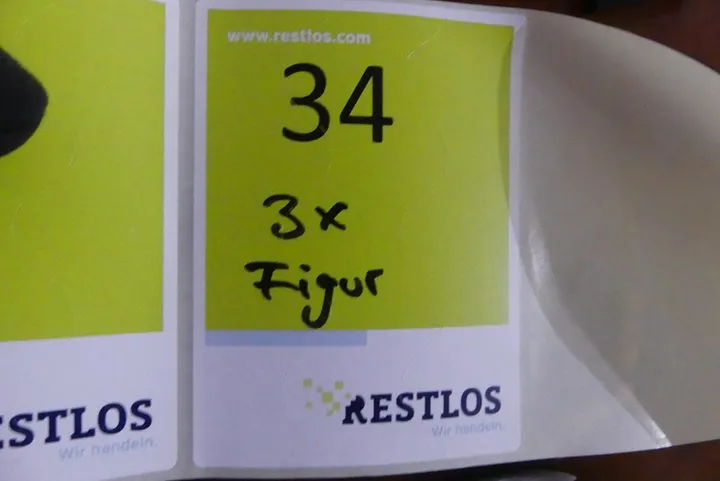 www.restlos.com
34
3x
Figur
RESTLOS
Wir handeln.
ESTLOS
Wir handeln.